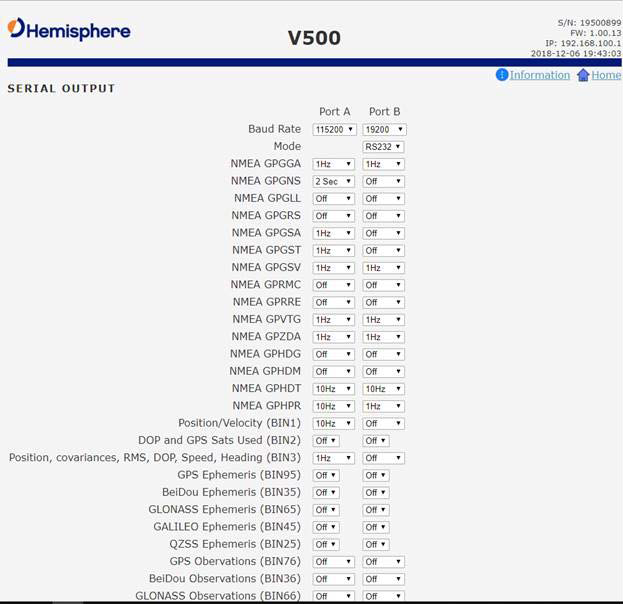 Hemisphere
V500
S/N: 19500899
FW: 1.00.13
IP: 192.168.100.1
2018-12-06 19:43:03
Information Home
SERIAL OUTPUT
Port A Port B
Baud Rate 115200 19200
Mode RS232
NMEA GPGGA 1Hz 1Hz
NMEA GPGNS 2 Sec Off
NMEA GPGLL Off Off
NMEA GPGRS Off Off
NMEA GPGSA 1Hz Off
NMEA GPGST 1Hz Off
NMEA GPGSV 1Hz 1Hz
NMEA GPRMC Off Off
NMEA GPRRE Off Off
NMEA GPVTG 1Hz 1Hz
NMEA GPZDA 1Hz 1Hz
NMEA GPHDG Off Off
NMEA GPHDM Off Off
NMEA GPHDT 10Hz 10Hz
NMEA GPHPR 10Hz 1Hz
Position/Velocity (BIN1) 10Hz Off
DOP and GPS Sats Used (BIN2) Off Off
Position, covariances, RMS, DOP, Speed, Heading (BIN3) 1Hz Off
GPS Ephemeris (BIN95) Off Off
BeiDou Ephemeris (BIN35) Off Off
GLONASS Ephemeris (BIN65) Off Off
GALILEO Ephemeris (BIN45) Off Off
QZSS Ephemeris (BIN25) Off Off
GPS Obervations (BIN76) Off Off
BeiDou Observations (BIN36) Off Off
GLONASS Observations (BIN66) Off Off